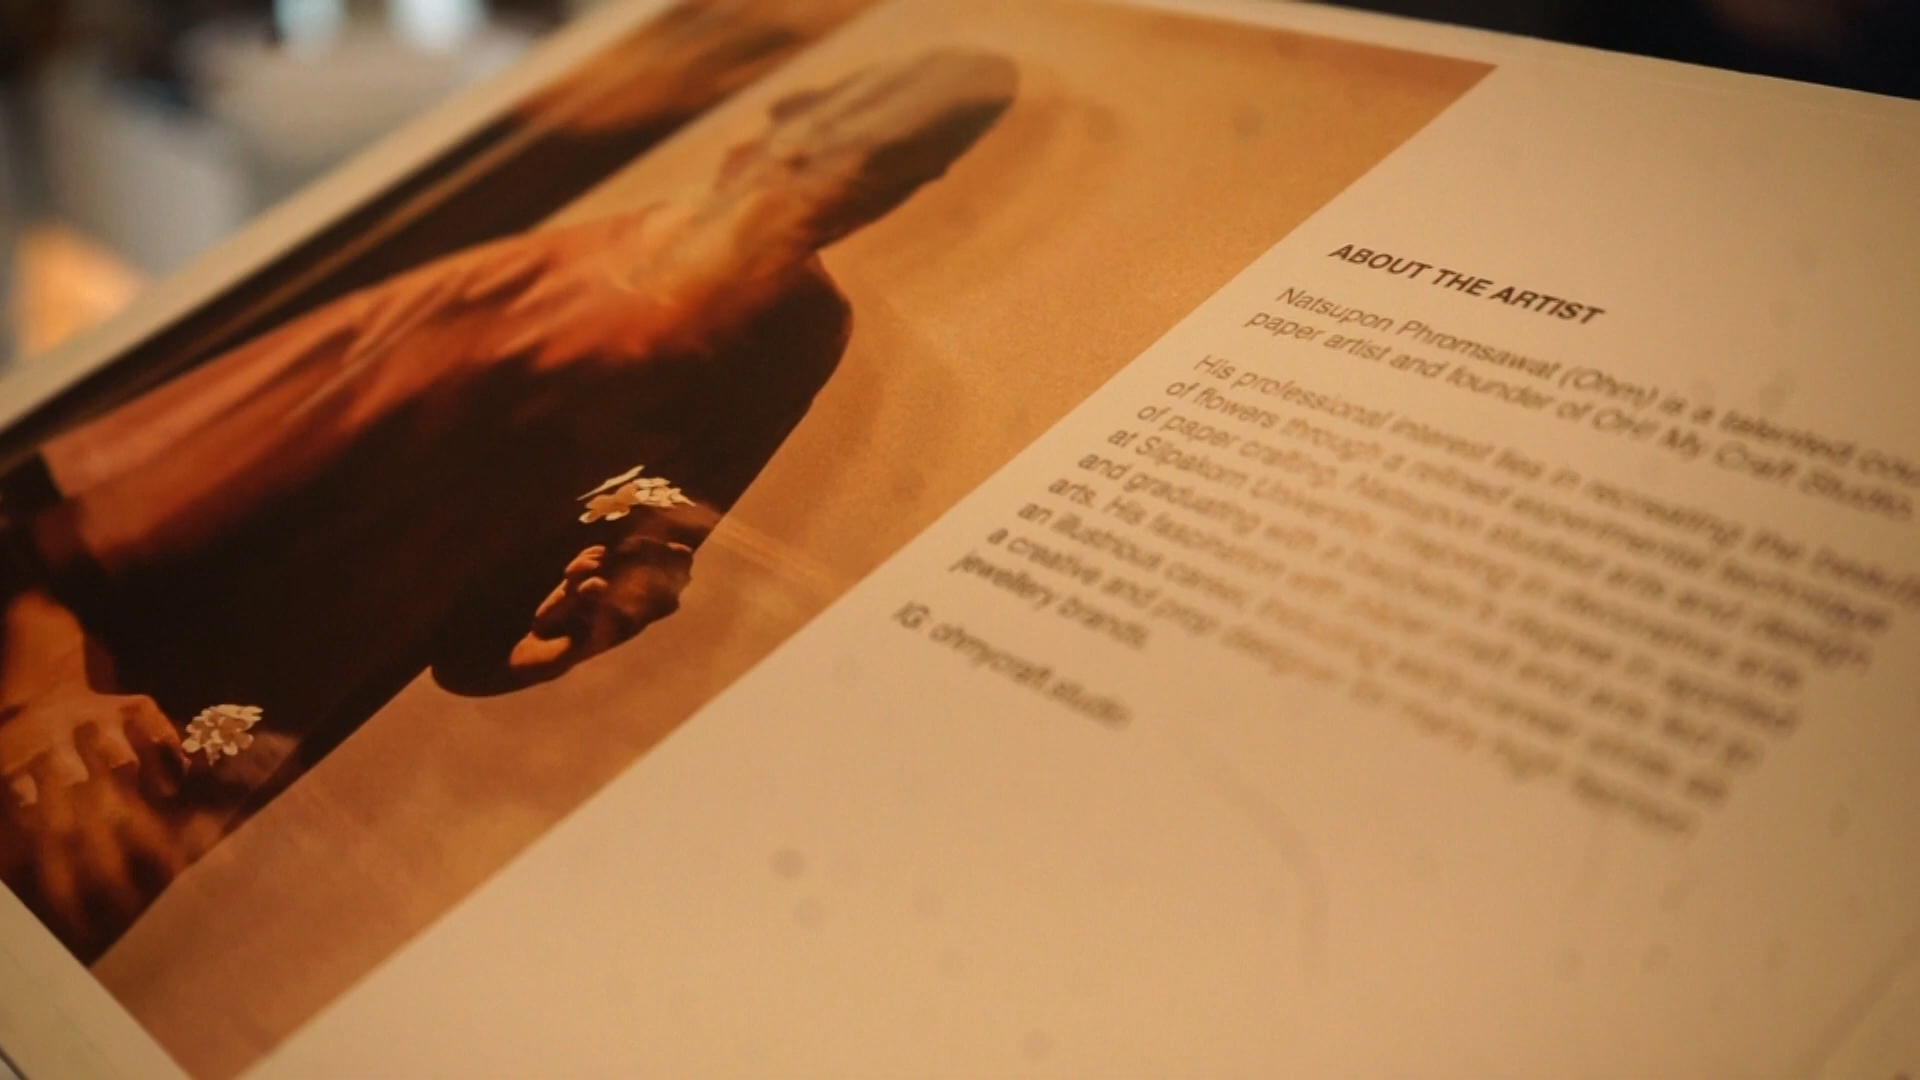 ABOUT THE ARTIST
Natsupon Phromsawat (Ohm) is a talented
paper artist and founder of OH! My Craft Studio.
His professional interest lies in recreating the
of flowers through a refined experimental technique
of paper crafting. Natsupon studied arts and design
at Silpakorn University, majoring in decorative arts
and graduating with a bachelor's degree in applied
arts. His fascination with paper craft and arts led to
an illustrious career, including
a creative and prop designer for many high fashion
jewellery brands.
IG: ohmycraft.studio